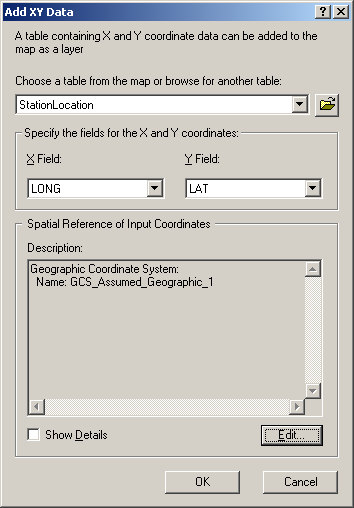 Add XY Data
A table containing X and Y coordinate data can be added to the
map as a layer
Choose a table from the map or browse for another table:
StationLocation
Specify the fields for the X and Y coordinates:
X Field:
Y Field:
LONG
LAT
Spatial Reference of Input Coordinates
Description:
Geographic Coordinate System:
Name: GCS_Assumed_Geographic_1
Show Details
Edit...
OK
Cancel